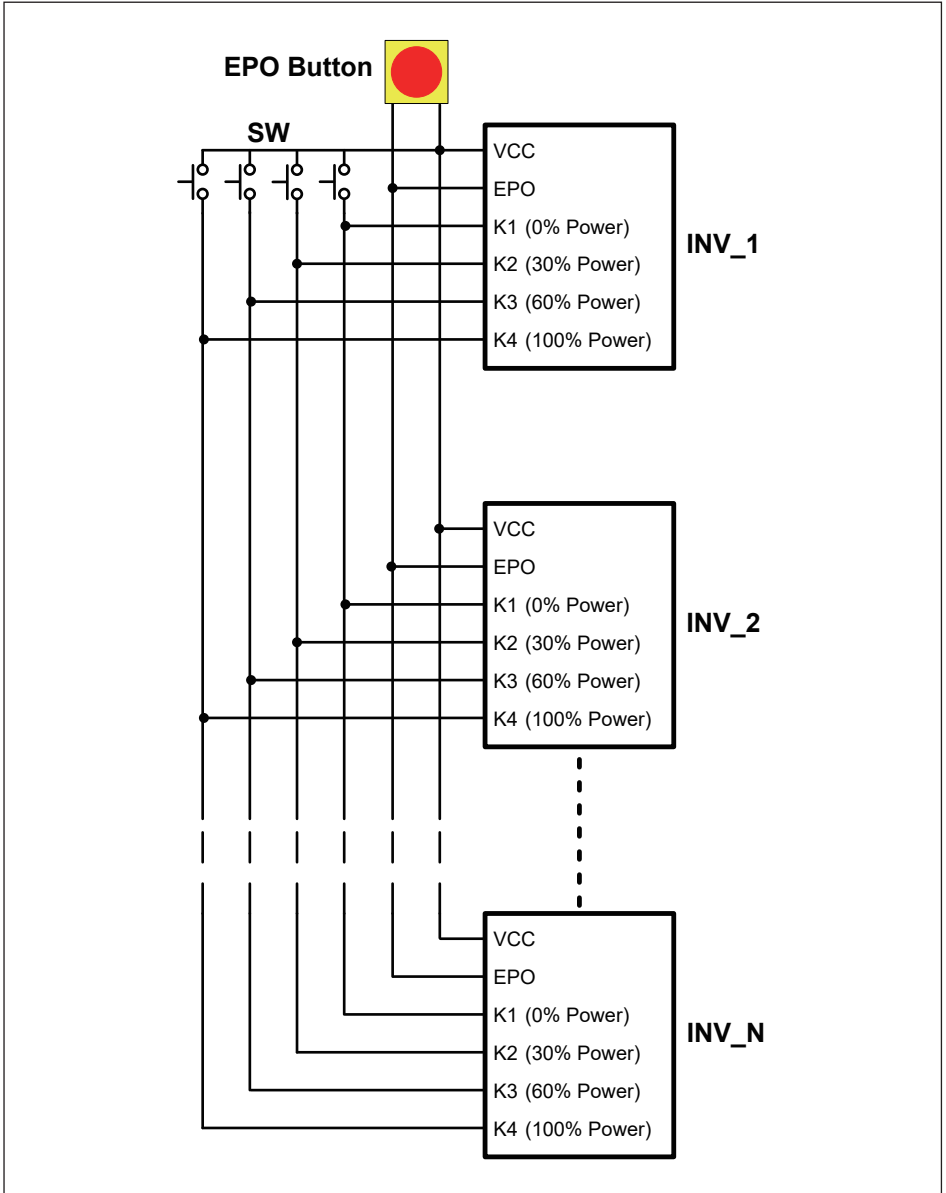 EPO Button
SW
VCC
EPO
K1 (0% Power)
K2 (30% Power)
K3 (60% Power)
K4 (100% Power)
INV_1
VCC
EPO
K1 (0% Power)
K2 (30% Power)
K3 (60% Power)
K4 (100% Power)
INV_2
VCC
EPO
K1 (0% Power)
K2 (30% Power)
K3 (60% Power)
K4 (100% Power)
INV_N